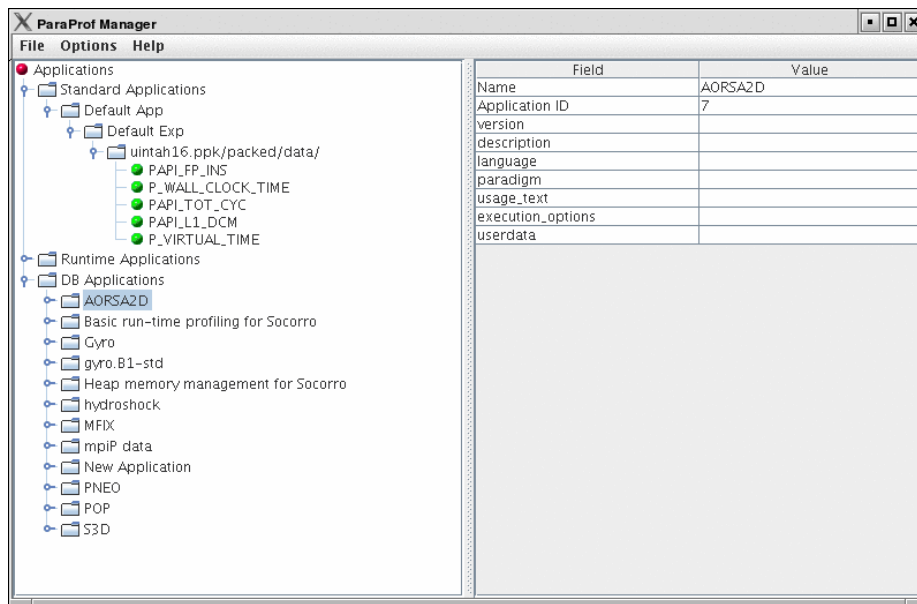 ParaProf Manager
File Options Help
Applications
Standard Applications
Default App
Default Exp
uintah16.ppk/packed/data/
PAPI_FP_INS
P_WALL_CLOCK_TIME
PAPI_TOT_CYC
PAPI_L1_DCM
P_VIRTUAL_TIME
Runtime Applications
DB Applications
AORSA2D
Basic run-time profiling for Socorro
Gyro
gyro.B1-std
Heap memory management for Socorro
hydroshock
MFIX
mpiP data
New Application
PNEO
POP
S3D
Field Value
Name AORSA2D
Application ID 7
version
description
language
paradigm
usage_text
execution_options
userdata